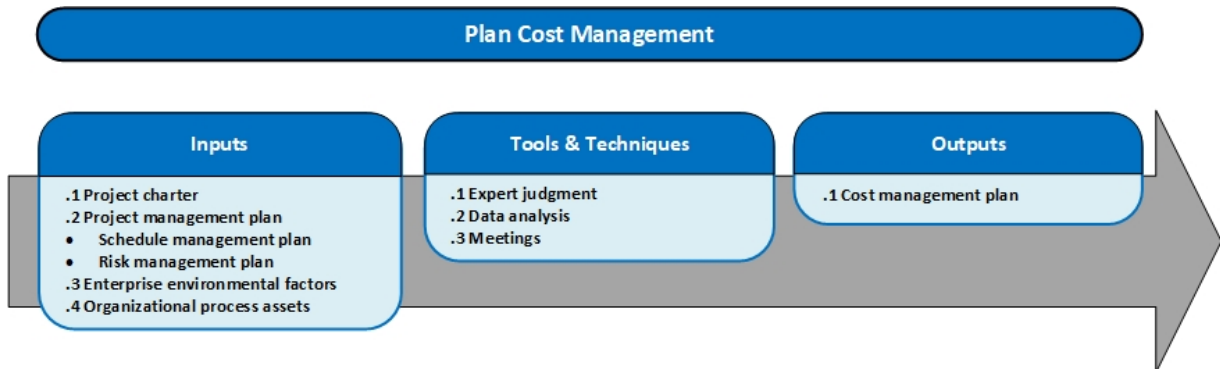 Plan Cost Management
Inputs
.1 Project charter
.2 Project management plan
• Schedule management plan
• Risk management plan
.3 Enterprise environmental factors
.4 Organizational process assets
Tools & Techniques
.1 Expert judgment
.2 Data analysis
.3 Meetings
Outputs
.1 Cost management plan